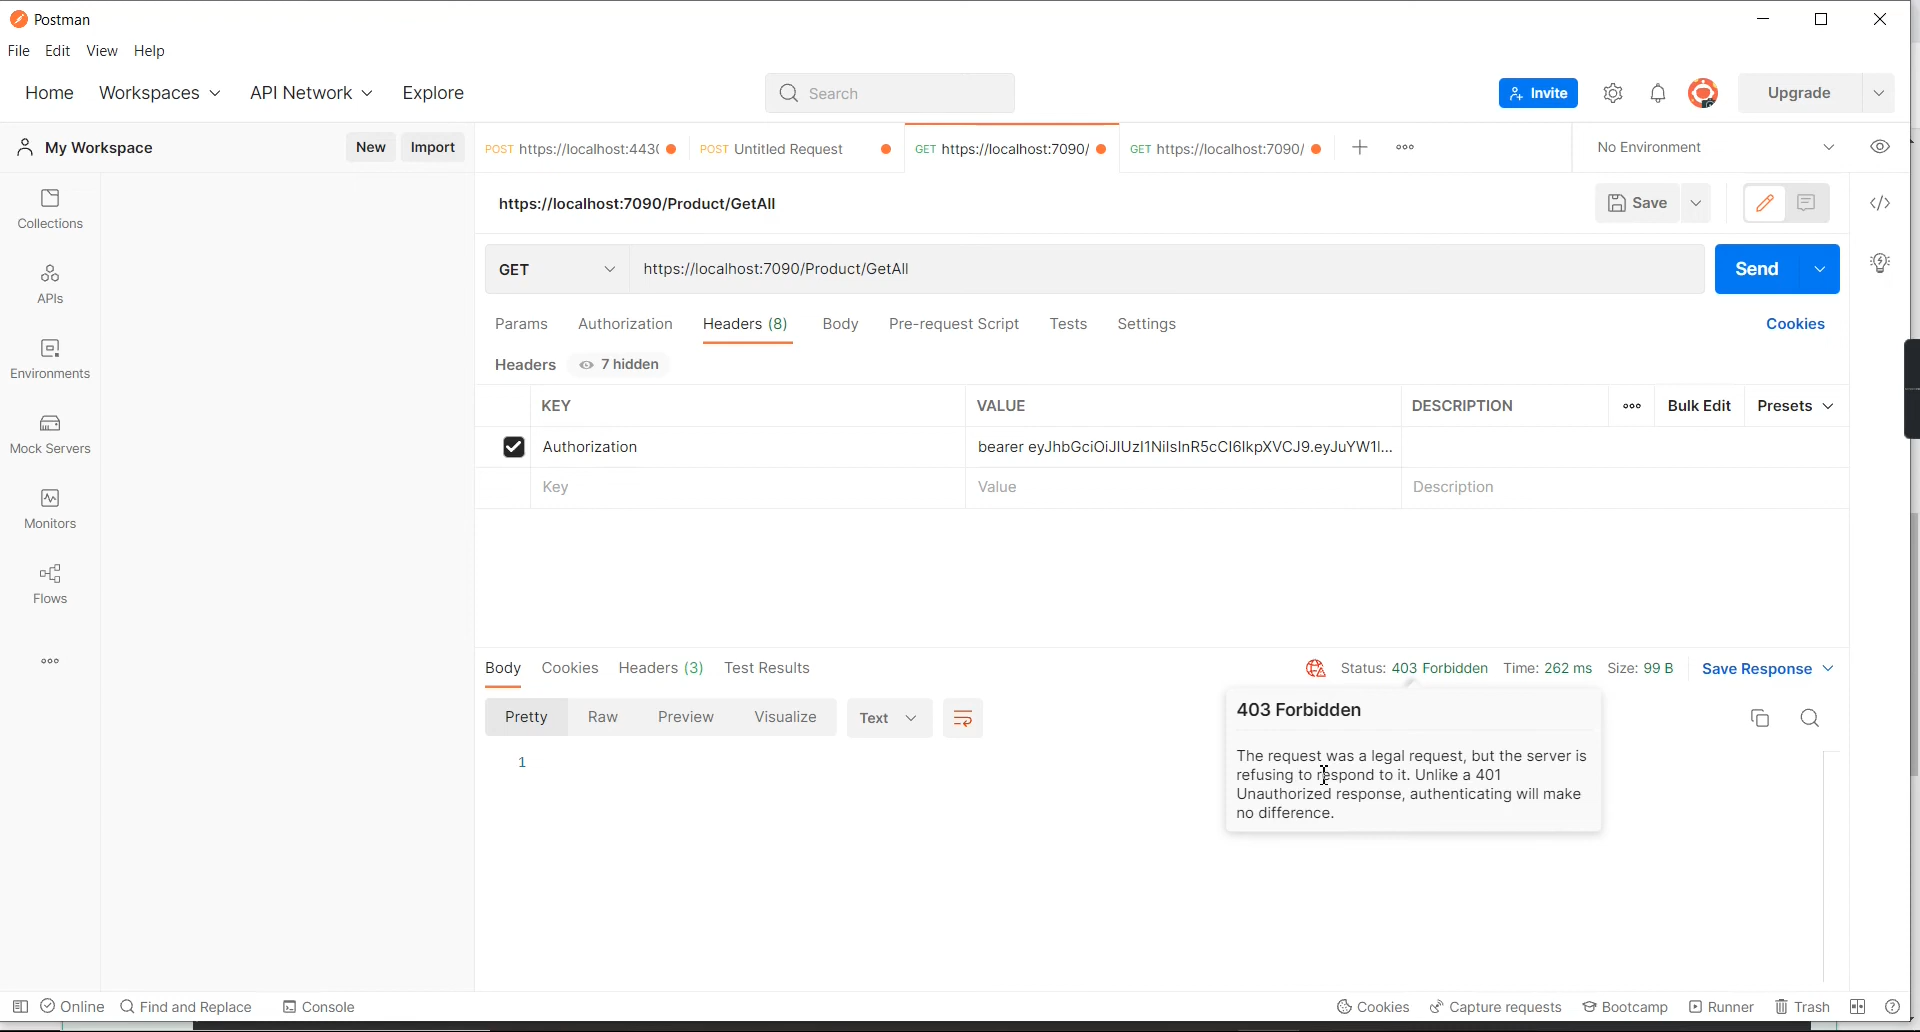 Postman
File Edit View Help
Home Workspaces API Network Explore Search Invite Upgrade
My Workspace New Import POST https://localhost:443( POST Untitled Request GET https://localhost:7090/ GET https://localhost:7090/ No Environment
Collections
APIs
Environments
Mock Servers
Monitors
Flows
https://localhost:7090/Product/GetAll Save
GET https://localhost:7090/Product/GetAll Send
Params Authorization Headers (8) Body Pre-request Script Tests Settings Cookies
Headers 7 hidden
KEY VALUE DESCRIPTION Bulk Edit Presets
Authorization bearer eyJhbGciOiJIUzI1NiIsInR5cCI6IkpXVCJ9.eyJuYW1l...
Key Value Description
Body Cookies Headers (3) Test Results Status: 403 Forbidden Time: 262 ms Size: 99 B Save Response
Pretty Raw Preview Visualize Text
1
403 Forbidden
The request was a legal request, but the server is
refusing to respond to it. Unlike a 401
Unauthorized response, authenticating will make
no difference.
Online Find and Replace Console Cookies Capture requests Bootcamp Runner Trash